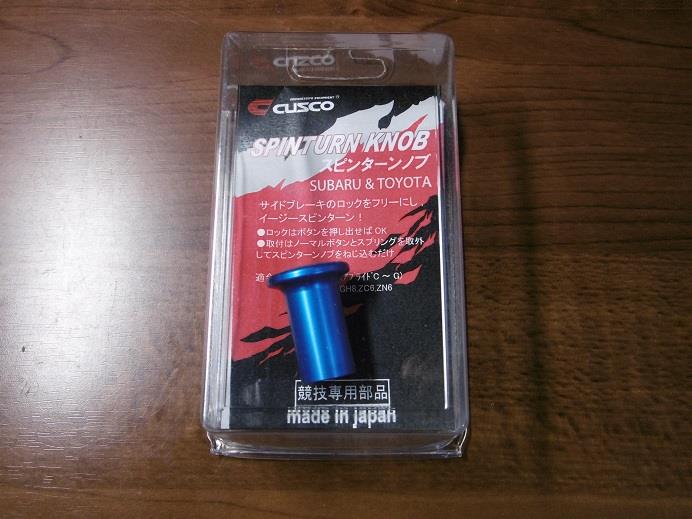 CUSCO
CUSCO
SPINTURN KNOB
スピンターンノブ
SUBARU & TOYOTA
サイドブレーキのロックをフリーにし、
イージースピンターン！
●ロックはボタンを押し出せば OK
●取付はノーマルボタンとスプリングを取外
してスピンターンノブをねじ込むだけ
適合
C ～ G)
GH8,ZC6,ZN6
競技専用部品
made in japan